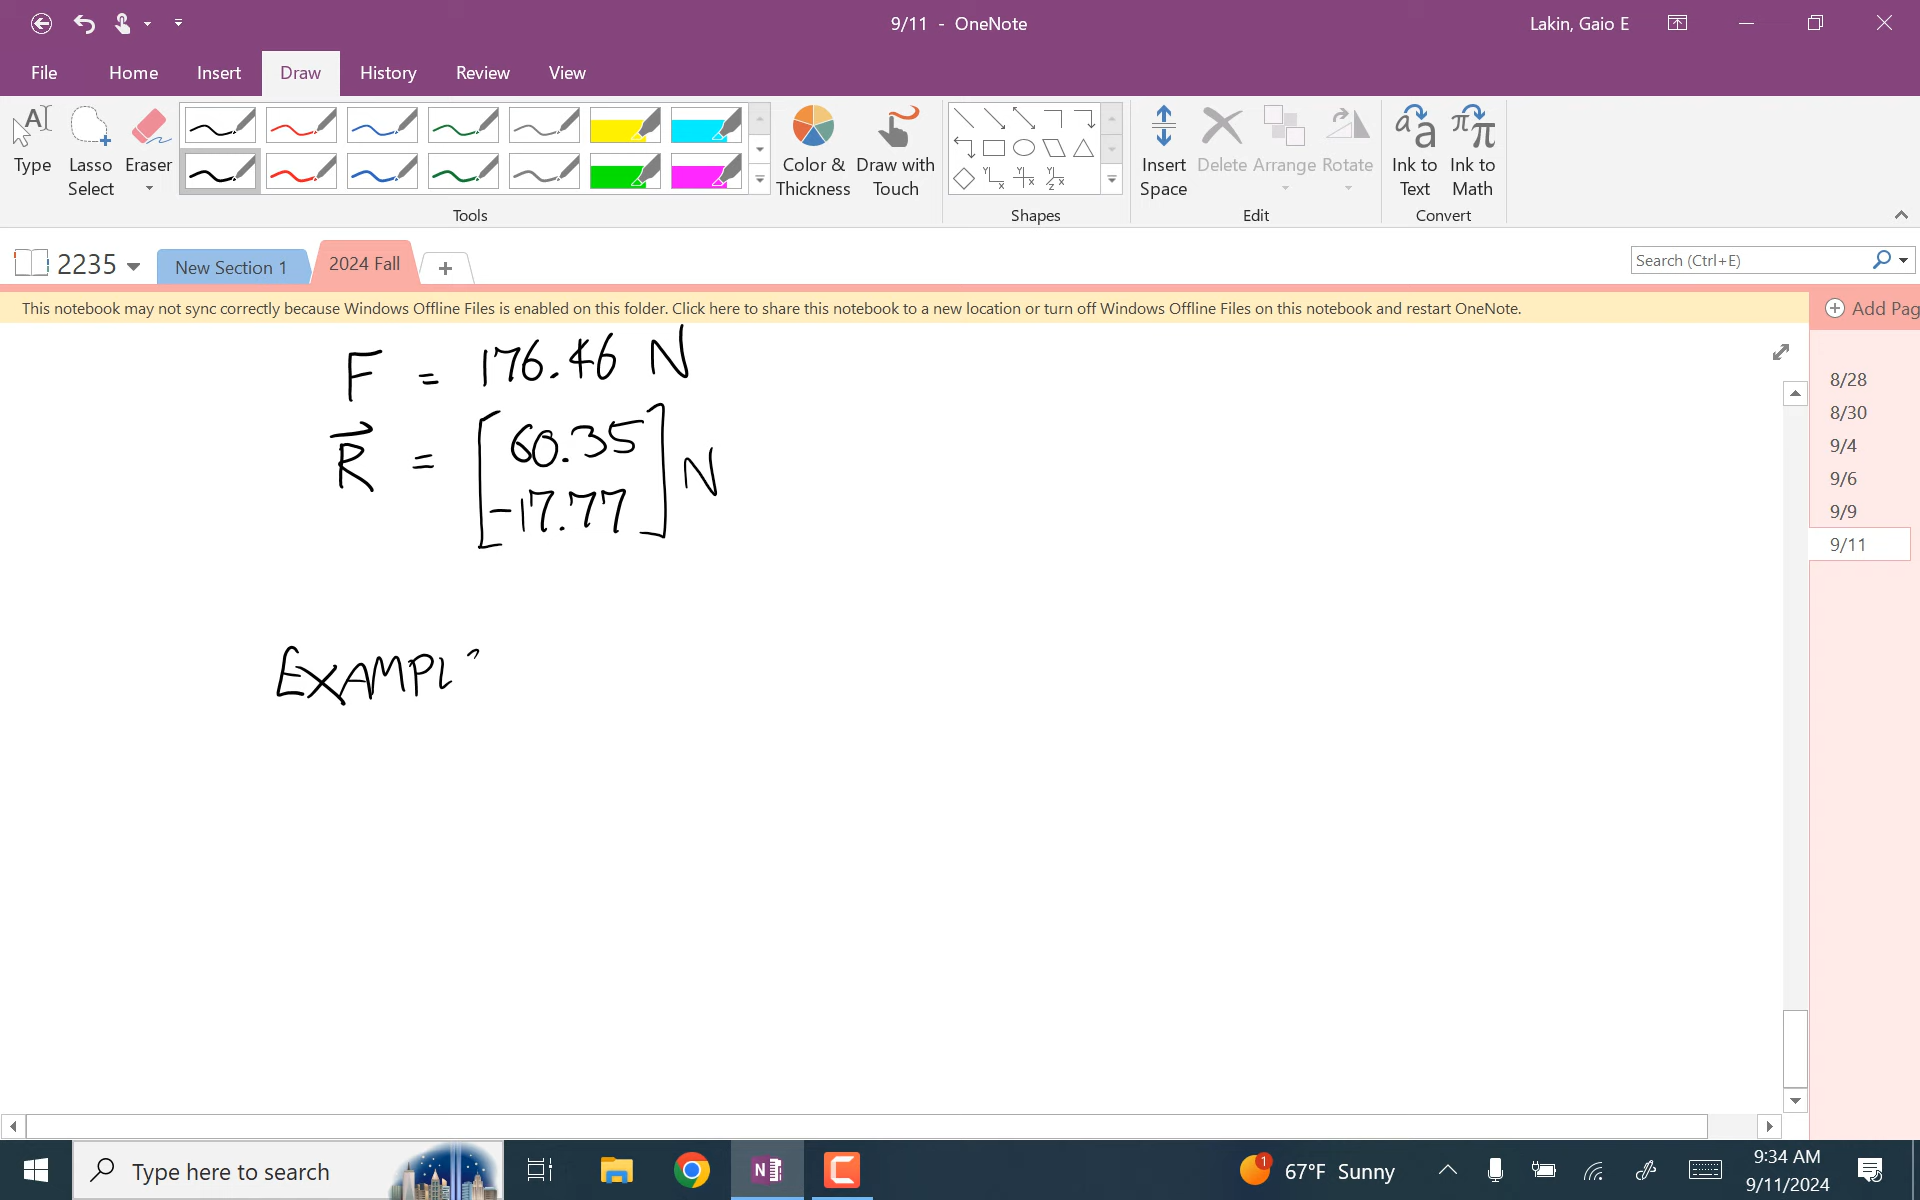 9/11 - OneNote
Lakin, Gaio E
File Home Insert Draw History Review View
Type
Lasso Select
Eraser
Color & Thickness
Draw with Touch
Insert Space
Delete
Arrange
Rotate
Ink to Text
Ink to Math
Tools
Shapes
Edit
Convert
2235
New Section 1
2024 Fall
Search (Ctrl+E)
This notebook may not sync correctly because Windows Offline Files is enabled on this folder. Click here to share this notebook to a new location or turn off Windows Offline Files on this notebook and restart OneNote.
Add Pag
8/28
8/30
9/4
9/6
9/9
9/11
F = 176.46 N
R = [60.35
-17.77] N
EXAMPL
Type here to search
67°F Sunny
9:34 AM
9/11/2024